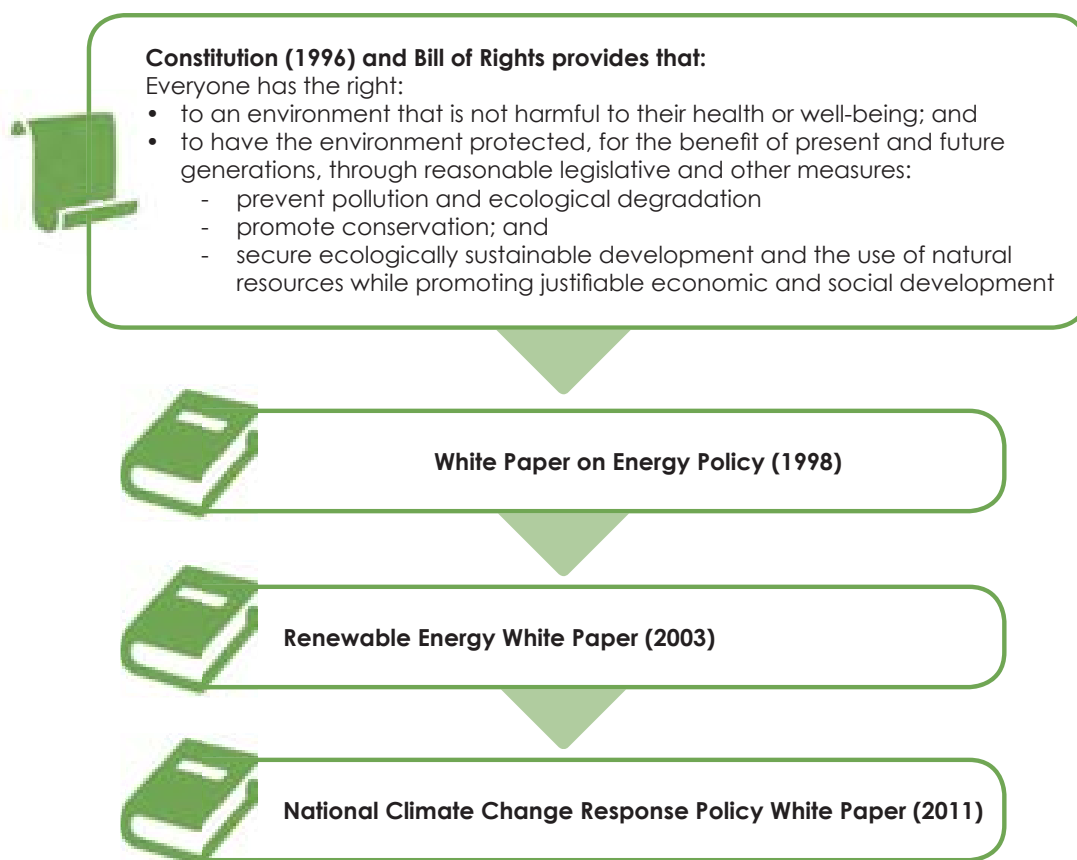 Constitution (1996) and Bill of Rights provides that:
Everyone has the right:
• to an environment that is not harmful to their health or well-being; and
• to have the environment protected, for the benefit of present and future
generations, through reasonable legislative and other measures:
- prevent pollution and ecological degradation
- promote conservation; and
- secure ecologically sustainable development and the use of natural
resources while promoting justifiable economic and social development
White Paper on Energy Policy (1998)
Renewable Energy White Paper (2003)
National Climate Change Response Policy White Paper (2011)